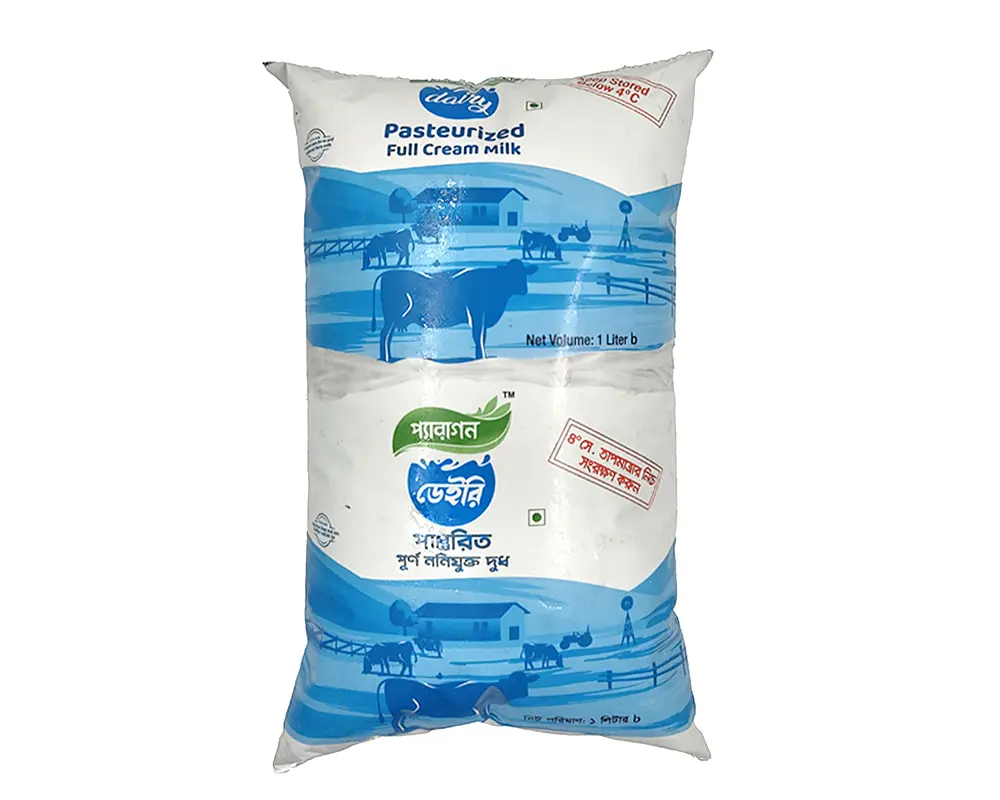 dairy
Pasteurized
Full Cream Milk
Keep Stored
Below 4°C
Net Volume: 1 Liter b
প্যারাগন
TM
ডেইরি
৪°সে. তাপমাত্রার নিচে
সংরক্ষণ করুন
পাস্তুরিত
পূর্ণ ননিযুক্ত দুধ
নিট পরিমাণ: ১ লিটার b